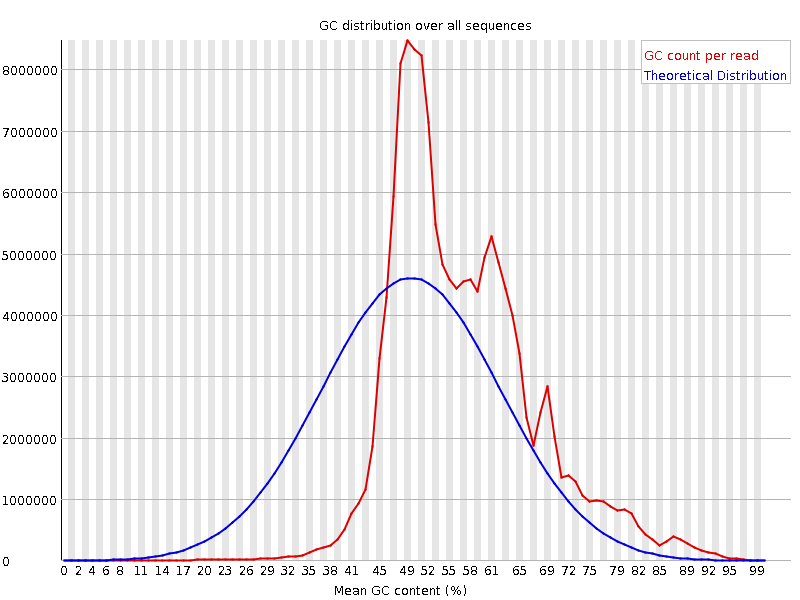 GC distribution over all sequences
GC count per read
Theoretical Distribution
8000000
7000000
6000000
5000000
4000000
3000000
2000000
1000000
0
0 2 4 6 8 11 14 17 20 23 26 29 32 35 38 41 45 49 52 55 58 61 65 69 72 75 79 82 85 89 92 95 99
Mean GC content (%)